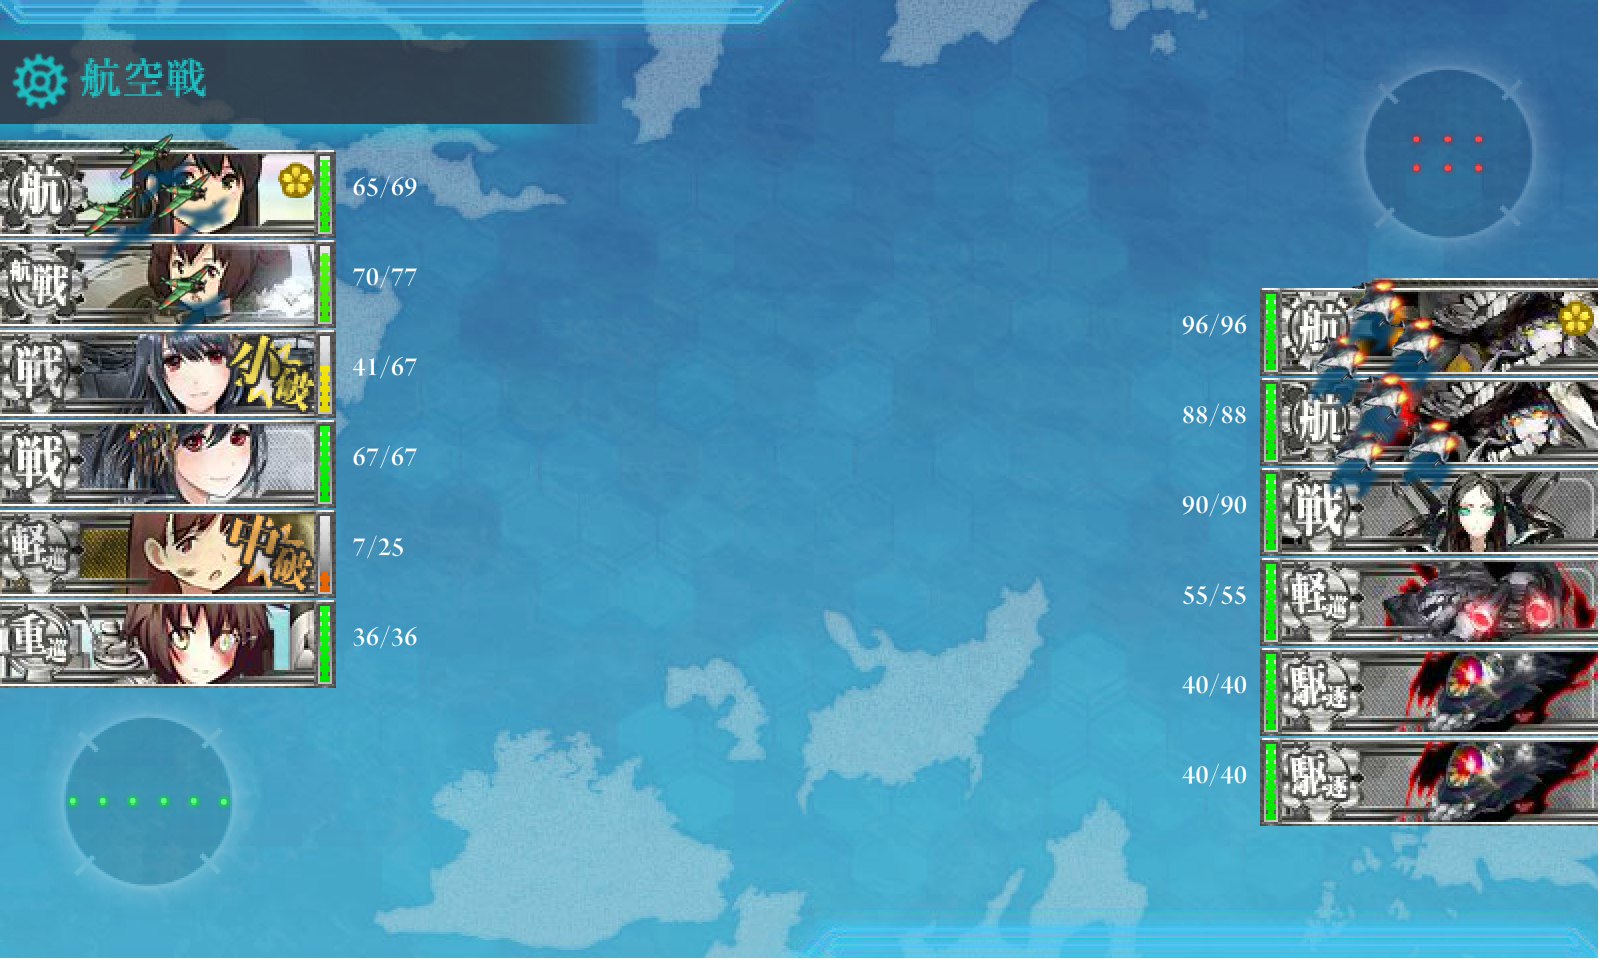 航空戦
航
65/69
航戦
70/77
戦
小破
41/67
戦
67/67
軽巡
中破
7/25
重巡
36/36
96/96
航
88/88
航
90/90
戦
55/55
軽巡
40/40
駆逐
40/40
駆逐